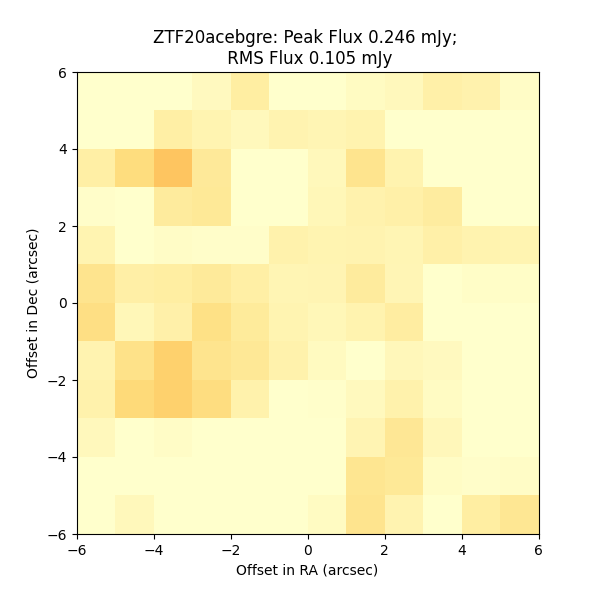 ZTF20acebgre: Peak Flux 0.246 mJy;
RMS Flux 0.105 mJy
6
4
2
0
−2
−4
−6
Offset in Dec (arcsec)
−6 −4 −2 0 2 4 6
Offset in RA (arcsec)